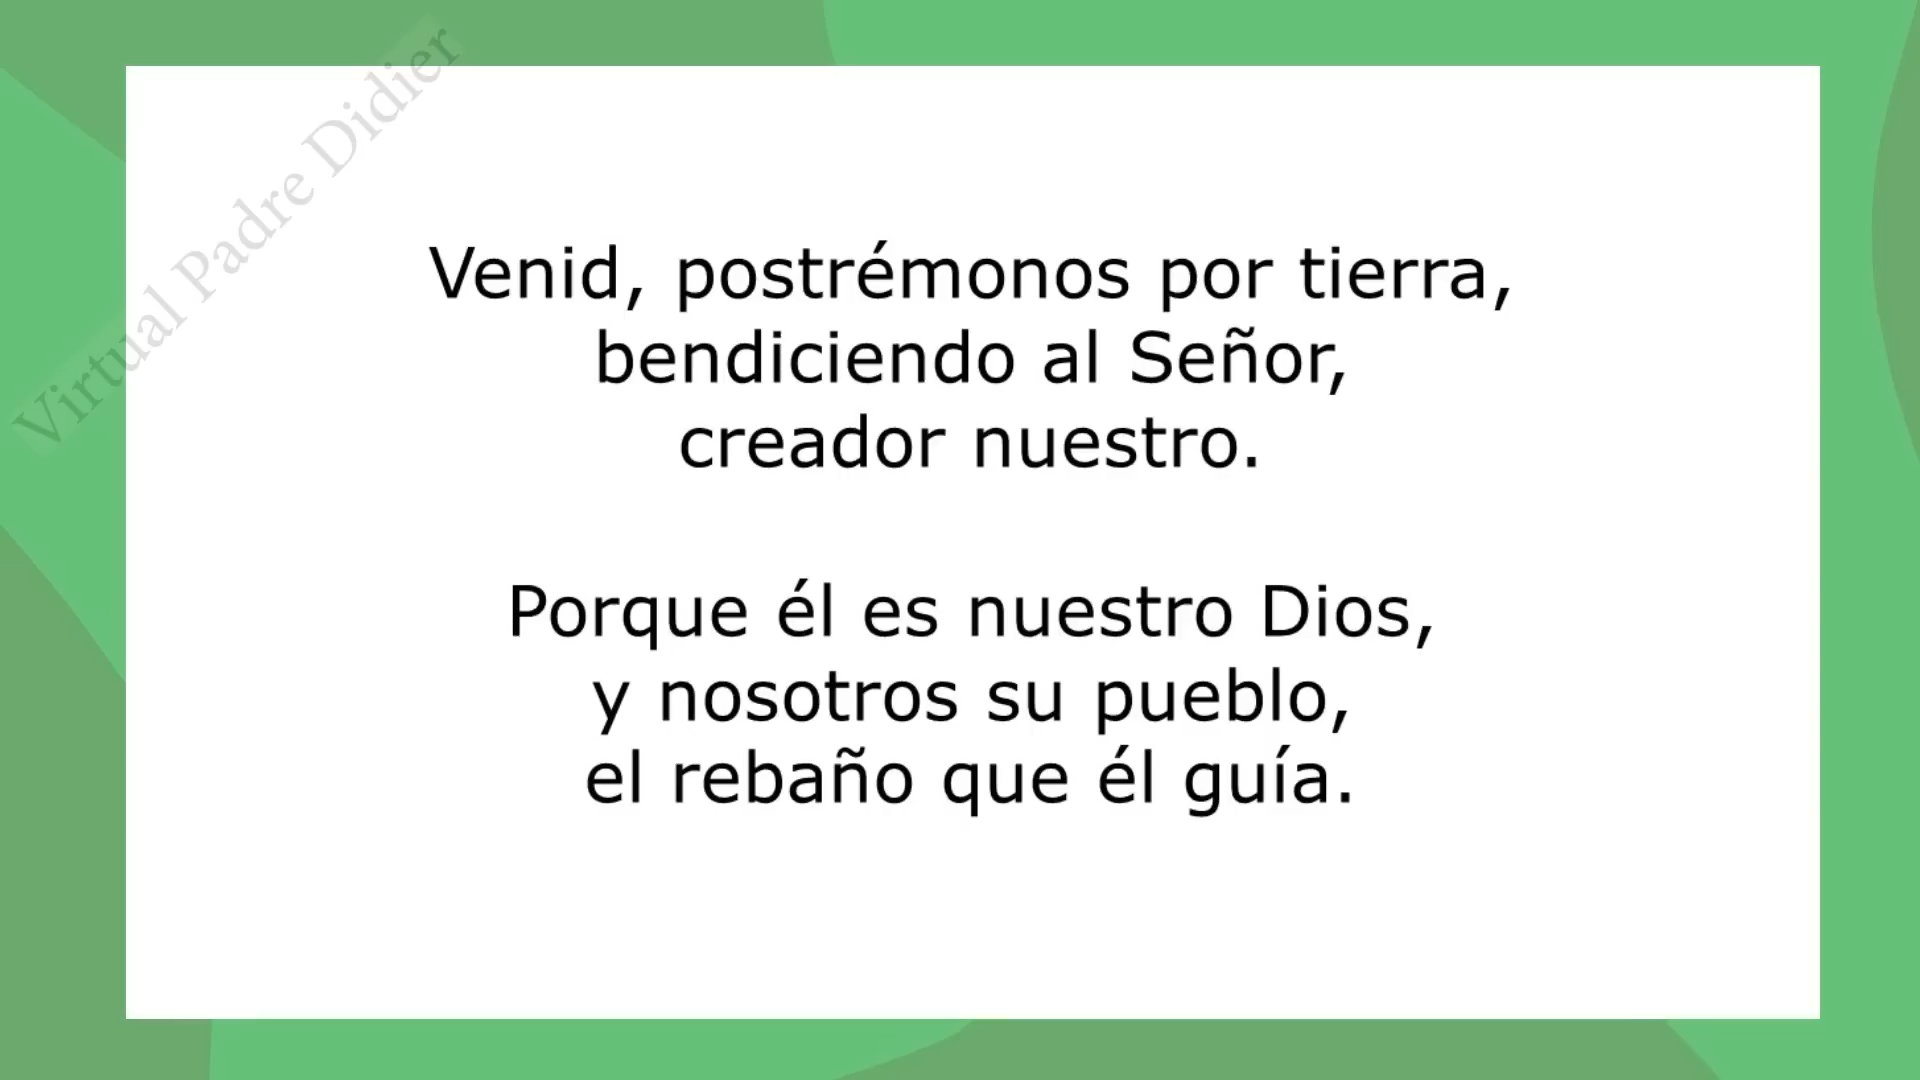 Virtual Padre Didier
Venid, postrémonos por tierra,
bendiciendo al Señor,
creador nuestro.
Porque él es nuestro Dios,
y nosotros su pueblo,
el rebaño que él guía.